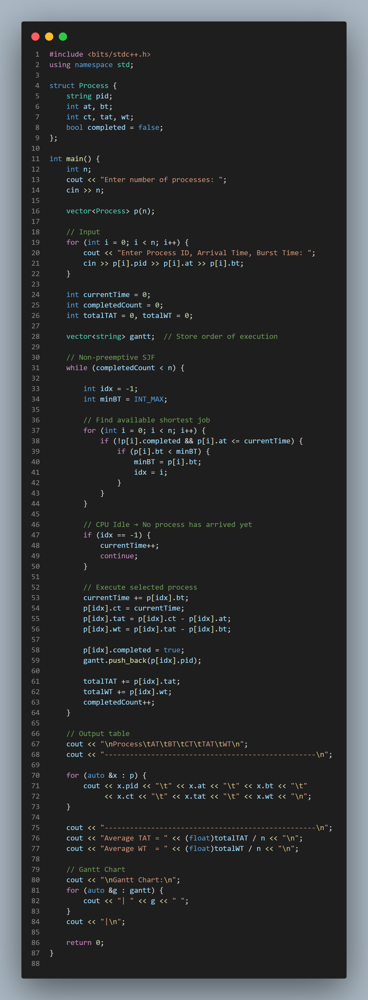 1 #include <bits/stdc++.h>
2 using namespace std;
3
4 struct Process {
5     string pid;
6     int at, bt;
7     int ct, tat, wt;
8     bool completed = false;
9 };
10
11 int main() {
12     int n;
13     cout << "Enter number of processes: ";
14     cin >> n;
15
16     vector<Process> p(n);
17
18     // Input
19     for (int i = 0; i < n; i++) {
20         cout << "Enter Process ID, Arrival Time, Burst Time: ";
21         cin >> p[i].pid >> p[i].at >> p[i].bt;
22     }
23
24     int currentTime = 0;
25     int completedCount = 0;
26     int totalTAT = 0, totalWT = 0;
27
28     vector<string> gantt;  // Store order of execution
29
30     // Non-preemptive SJF
31     while (completedCount < n) {
32
33         int idx = -1;
34         int minBT = INT_MAX;
35
36         // Find available shortest job
37         for (int i = 0; i < n; i++) {
38             if (!p[i].completed && p[i].at <= currentTime) {
39                 if (p[i].bt < minBT) {
40                     minBT = p[i].bt;
41                     idx = i;
42                 }
43             }
44         }
45
46         // CPU Idle → No process has arrived yet
47         if (idx == -1) {
48             currentTime++;
49             continue;
50         }
51
52         // Execute selected process
53         currentTime += p[idx].bt;
54         p[idx].ct = currentTime;
55         p[idx].tat = p[idx].ct - p[idx].at;
56         p[idx].wt = p[idx].tat - p[idx].bt;
57
58         p[idx].completed = true;
59         gantt.push_back(p[idx].pid);
60
61         totalTAT += p[idx].tat;
62         totalWT += p[idx].wt;
63         completedCount++;
64     }
65
66     // Output table
67     cout << "\nProcess\tAT\tBT\tCT\tTAT\tWT\n";
68     cout << "--------------------------------------------------\n";
69
70     for (auto &x : p) {
71         cout << x.pid << "\t" << x.at << "\t" << x.bt << "\t"
72              << x.ct << "\t" << x.tat << "\t" << x.wt << "\n";
73     }
74
75     cout << "--------------------------------------------------\n";
76     cout << "Average TAT = " << (float)totalTAT / n << "\n";
77     cout << "Average WT  = " << (float)totalWT / n << "\n";
78
79     // Gantt Chart
80     cout << "\nGantt Chart:\n";
81     for (auto &g : gantt) {
82         cout << "| " << g << " ";
83     }
84     cout << "|\n";
85
86     return 0;
87 }
88